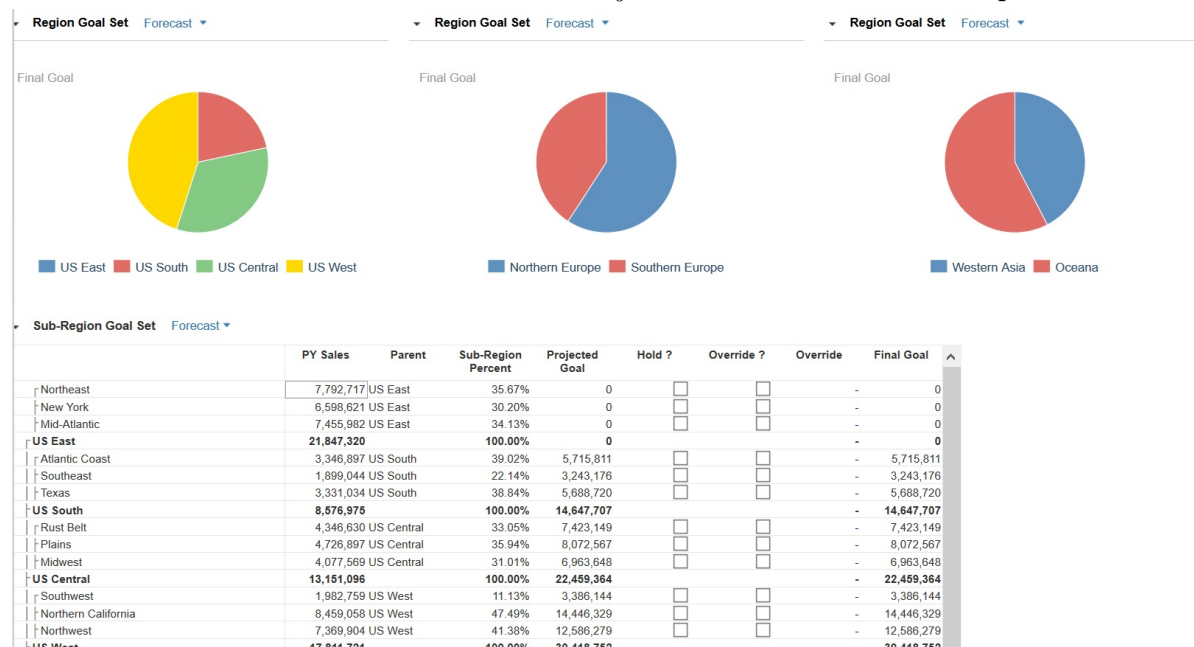 Region Goal Set Forecast
Region Goal Set Forecast
Region Goal Set Forecast
Final Goal
Final Goal
Final Goal
US East US South US Central US West
Northern Europe Southern Europe
Western Asia Oceana
Sub-Region Goal Set Forecast
PY Sales Parent Sub-Region Percent Projected Goal Hold ? Override ? Override Final Goal
Northeast 7,792,717 US East 35.67% 0 - 0
New York 6,598,621 US East 30.20% 0 - 0
Mid-Atlantic 7,455,982 US East 34.13% 0 - 0
US East 21,847,320 100.00% 0 - 0
Atlantic Coast 3,346,897 US South 39.02% 5,715,811 - 5,715,811
Southeast 1,899,044 US South 22.14% 3,243,176 - 3,243,176
Texas 3,331,034 US South 38.84% 5,688,720 - 5,688,720
US South 8,576,975 100.00% 14,647,707 - 14,647,707
Rust Belt 4,346,630 US Central 33.05% 7,423,149 - 7,423,149
Plains 4,726,897 US Central 35.94% 8,072,567 - 8,072,567
Midwest 4,077,569 US Central 31.01% 6,963,648 - 6,963,648
US Central 13,151,096 100.00% 22,459,364 - 22,459,364
Southwest 1,982,759 US West 11.13% 3,386,144 - 3,386,144
Northern California 8,459,058 US West 47.49% 14,446,329 - 14,446,329
Northwest 7,369,904 US West 41.38% 12,586,279 - 12,586,279
US West 17,811,721 100.00% 30,418,752 30,418,752